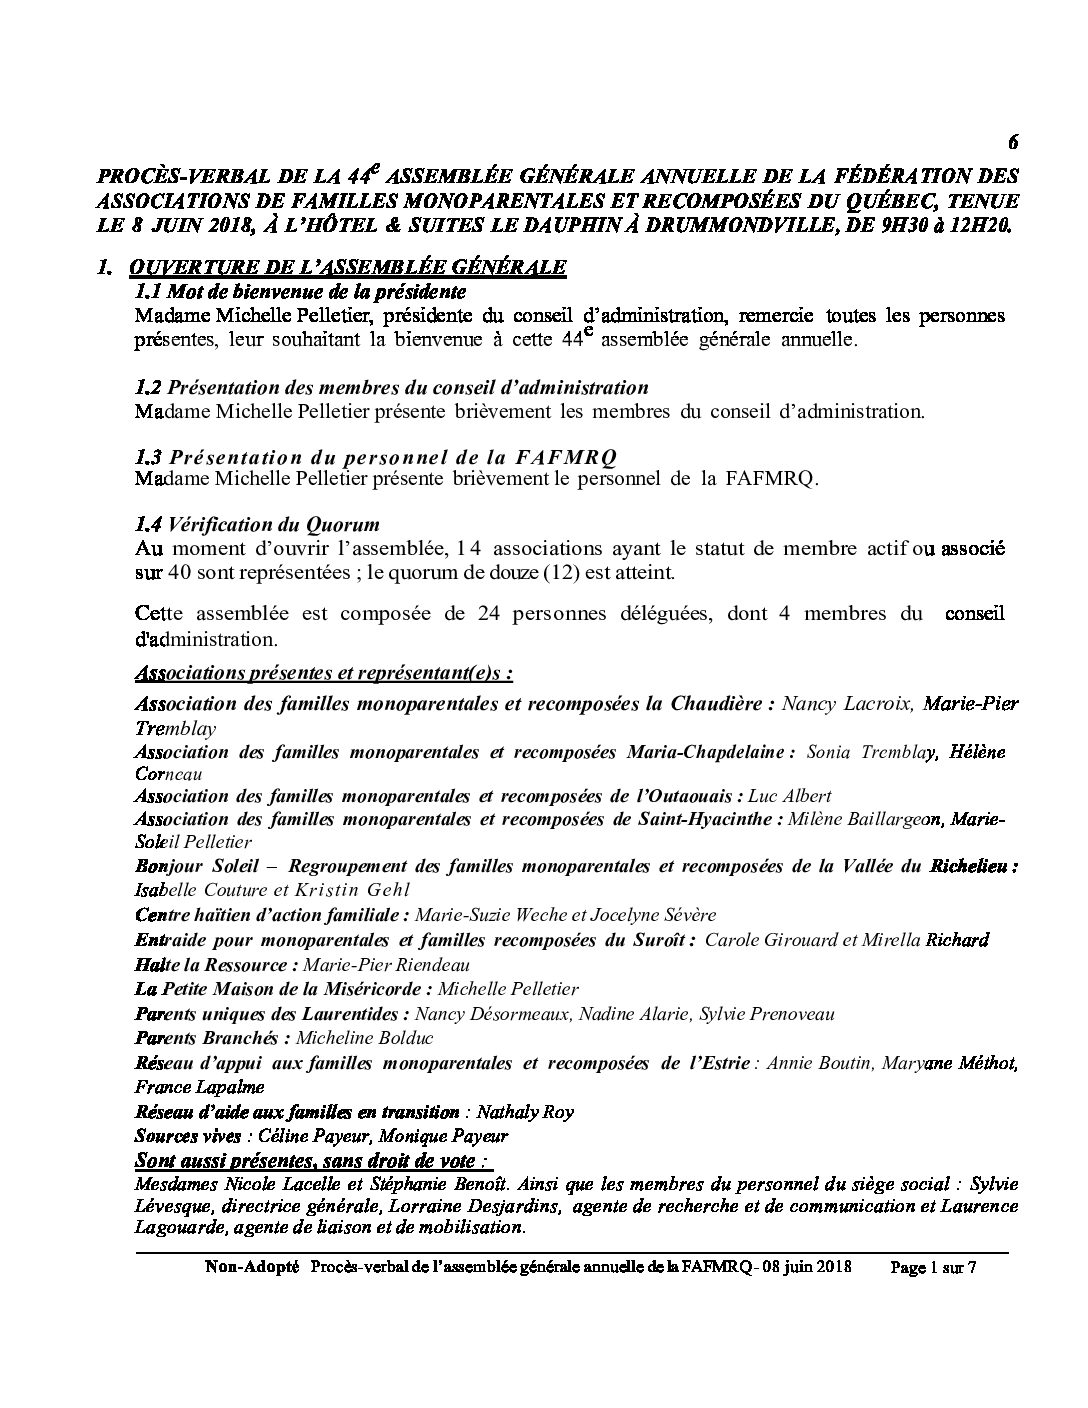 6
PROCÈS-VERBAL DE LA 44e ASSEMBLÉE GÉNÉRALE ANNUELLE DE LA FÉDÉRATION DES
ASSOCIATIONS DE FAMILLES MONOPARENTALES ET RECOMPOSÉES DU QUÉBEC, TENUE
LE 8 JUIN 2018, À L'HÔTEL & SUITES LE DAUPHIN À DRUMMONDVILLE, DE 9H30 à 12H20.
1. OUVERTURE DE L'ASSEMBLÉE GÉNÉRALE
1.1 Mot de bienvenue de la présidente
Madame Michelle Pelletier, présidente du conseil d'administration, remercie toutes les personnes
présentes, leur souhaitant la bienvenue à cette 44e assemblée générale annuelle.
1.2 Présentation des membres du conseil d'administration
Madame Michelle Pelletier présente brièvement les membres du conseil d'administration.
1.3 Présentation du personnel de la FAFMRQ
Madame Michelle Pelletier présente brièvement le personnel de la FAFMRQ.
1.4 Vérification du Quorum
Au moment d'ouvrir l'assemblée, 14 associations ayant le statut de membre actif ou associé
sur 40 sont représentées ; le quorum de douze (12) est atteint.
Cette assemblée est composée de 24 personnes déléguées, dont 4 membres du conseil
d'administration.
Associations présentes et représentant(e)s :
Association des familles monoparentales et recomposées la Chaudière : Nancy Lacroix, Marie-Pier
Tremblay
Association des familles monoparentales et recomposées Maria-Chapdelaine : Sonia Tremblay, Hélène
Corneau
Association des familles monoparentales et recomposées de l'Outaouais : Luc Albert
Association des familles monoparentales et recomposées de Saint-Hyacinthe : Milène Baillargeon, Marie-
Soleil Pelletier
Bonjour Soleil – Regroupement des familles monoparentales et recomposées de la Vallée du Richelieu :
Isabelle Couture et Kristin Gehl
Centre haïtien d'action familiale : Marie-Suzie Weche et Jocelyne Sévère
Entraide pour monoparentales et familles recomposées du Suroît : Carole Girouard et Mirella Richard
Halte la Ressource : Marie-Pier Riendeau
La Petite Maison de la Miséricorde : Michelle Pelletier
Parents uniques des Laurentides : Nancy Désormeaux, Nadine Alarie, Sylvie Prenoveau
Parents Branchés : Micheline Bolduc
Réseau d'appui aux familles monoparentales et recomposées de l'Estrie : Annie Boutin, Maryane Méthot,
France Lapalme
Réseau d'aide aux familles en transition : Nathaly Roy
Sources vives : Céline Payeur, Monique Payeur
Sont aussi présentes, sans droit de vote :
Mesdames Nicole Lacelle et Stéphanie Benoît. Ainsi que les membres du personnel du siège social : Sylvie
Lévesque, directrice générale, Lorraine Desjardins, agente de recherche et de communication et Laurence
Lagouarde, agente de liaison et de mobilisation.
Non-Adopté Procès-verbal de l'assemblée générale annuelle de la FAFMRQ- 08 juin 2018 Page 1 sur 7